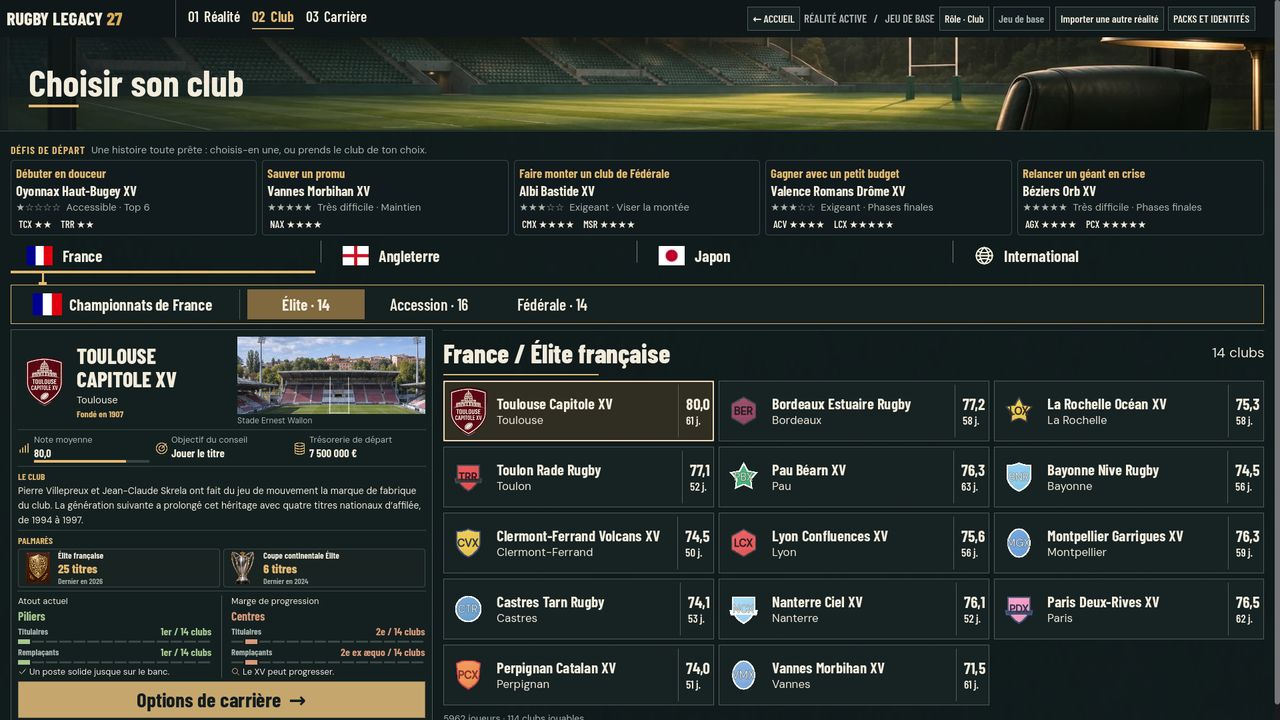 RUGBY LEGACY 27
01 Réalité 02 Club 03 Carrière
← ACCUEIL RÉALITÉ ACTIVE / JEU DE BASE Rôle · Club Jeu de base Importer une autre réalité PACKS ET IDENTITÉS
Choisir son club
DÉFIS DE DÉPART Une histoire toute prête : choisis-en une, ou prends le club de ton choix.
Débuter en douceur
Oyonnax Haut-Bugey XV
★☆☆☆☆ Accessible · Top 6
TCX ★★ TRR ★★
Sauver un promu
Vannes Morbihan XV
★★★★★ Très difficile · Maintien
NAX ★★★★
Faire monter un club de Fédérale
Albi Bastide XV
★★★☆☆ Exigeant · Viser la montée
CMX ★★★★ MSR ★★★★
Gagner avec un petit budget
Valence Romans Drôme XV
★★★☆☆ Exigeant · Phases finales
ACV ★★★★ LCX ★★★★★
Relancer un géant en crise
Béziers Orb XV
★★★★★ Très difficile · Phases finales
AGX ★★★★ PCX ★★★★★
France Angleterre Japon International
Championnats de France Élite · 14 Accession · 16 Fédérale · 14
TOULOUSE
CAPITOLE XV
TOULOUSE
CAPITOLE XV
Toulouse
Fondé en 1907
Stade Ernest Wallon
Note moyenne
80,0
Objectif du conseil
Jouer le titre
Trésorerie de départ
7 500 000 €
LE CLUB
Pierre Villepreux et Jean-Claude Skrela ont fait du jeu de mouvement la marque de fabrique
du club. La génération suivante a prolongé cet héritage avec quatre titres nationaux d’affilée,
de 1994 à 1997.
PALMARÈS
Élite française
25 titres
Dernier en 2026
Coupe continentale Élite
6 titres
Dernier en 2024
Atout actuel
Piliers
Titulaires 1er / 14 clubs
Remplaçants 1er / 14 clubs
Un poste solide jusque sur le banc.
Marge de progression
Centres
Titulaires 2e / 14 clubs
Remplaçants 2e ex æquo / 14 clubs
Le XV peut progresser.
Options de carrière →
France / Élite française 14 clubs
TOULOUSE
CAPITOLE XV
Toulouse Capitole XV 80,0
Toulouse 61 j.
BER
Bordeaux Estuaire Rugby 77,2
Bordeaux 58 j.
LOX
La Rochelle Océan XV 75,3
La Rochelle 58 j.
TRR
Toulon Rade Rugby 77,1
Toulon 52 j.
Pau Béarn XV 76,3
Pau 63 j.
BNR
Bayonne Nive Rugby 74,5
Bayonne 56 j.
CVX
Clermont-Ferrand Volcans XV 74,5
Clermont-Ferrand 50 j.
LCX
Lyon Confluences XV 75,6
Lyon 56 j.
MGX
Montpellier Garrigues XV 76,3
Montpellier 59 j.
CTR
Castres Tarn Rugby 74,1
Castres 53 j.
NCX
Nanterre Ciel XV 76,1
Nanterre 52 j.
PDX
Paris Deux-Rives XV 76,5
Paris 62 j.
PCX
Perpignan Catalan XV 74,0
Perpignan 51 j.
VMX
Vannes Morbihan XV 71,5
Vannes 61 j.
5962 joueurs · 114 clubs jouables